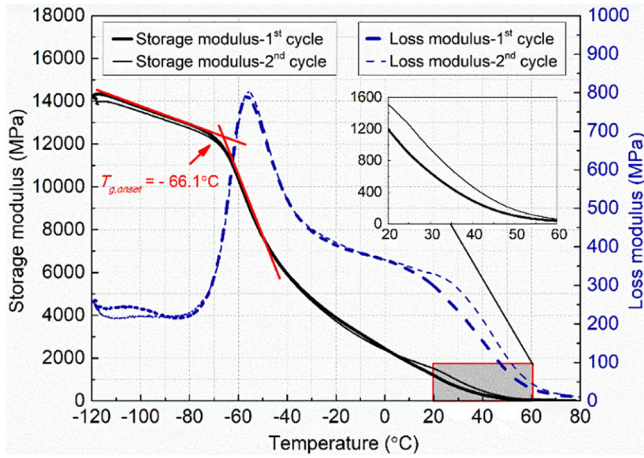 Storage modulus-1st cycle
Storage modulus-2nd cycle
Loss modulus-1st cycle
Loss modulus-2nd cycle
Storage modulus (MPa)
18000
16000
14000
12000
10000
8000
6000
4000
2000
0
Tg,onset = - 66.1°C
1600
1200
800
400
0
20 30 40 50 60
1000
900
800
700
600
500
400
300
200
100
0
Loss modulus (MPa)
-120 -100 -80 -60 -40 -20 0 20 40 60 80
Temperature (°C)